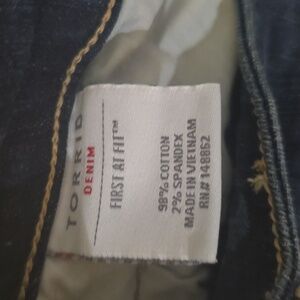 TORRID
DENIM
FIRST AT FIT™
98% COTTON
2% SPANDEX
MADE IN VIETNAM
RN# 148862